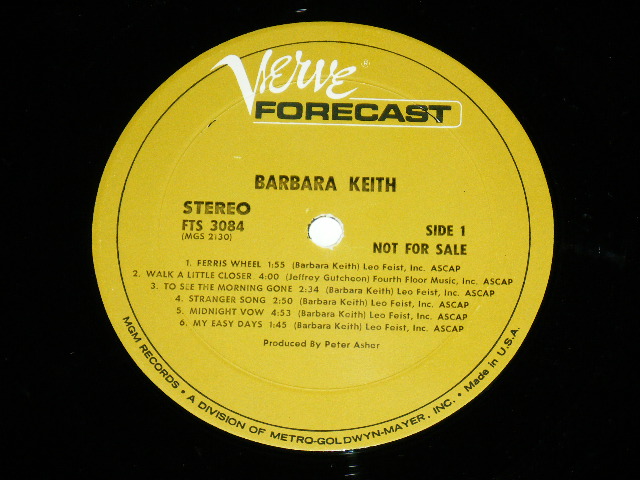 VERVE ®
FORECAST
BARBARA KEITH
STEREO
FTS 3084
(MGS 2130)
SIDE 1
NOT FOR SALE
1. FERRIS WHEEL 1:55 (Barbara Keith) Leo Feist, Inc. ASCAP
2. WALK A LITTLE CLOSER 4:00 (Jeffrey Gutcheon) Fourth Floor Music, Inc. ASCAP
3. TO SEE THE MORNING GONE 2:34 (Barbara Keith) Leo Feist, Inc. ASCAP
4. STRANGER SONG 2:50 (Barbara Keith) Leo Feist, Inc. ASCAP
5. MIDNIGHT VOW 4:53 (Barbara Keith) Leo Feist, Inc. ASCAP
6. MY EASY DAYS 1:45 (Barbara Keith) Leo Feist, Inc. ASCAP
Produced By Peter Asher
MGM RECORDS • A DIVISION OF METRO-GOLDWYN-MAYER, INC. • Made in U.S.A.